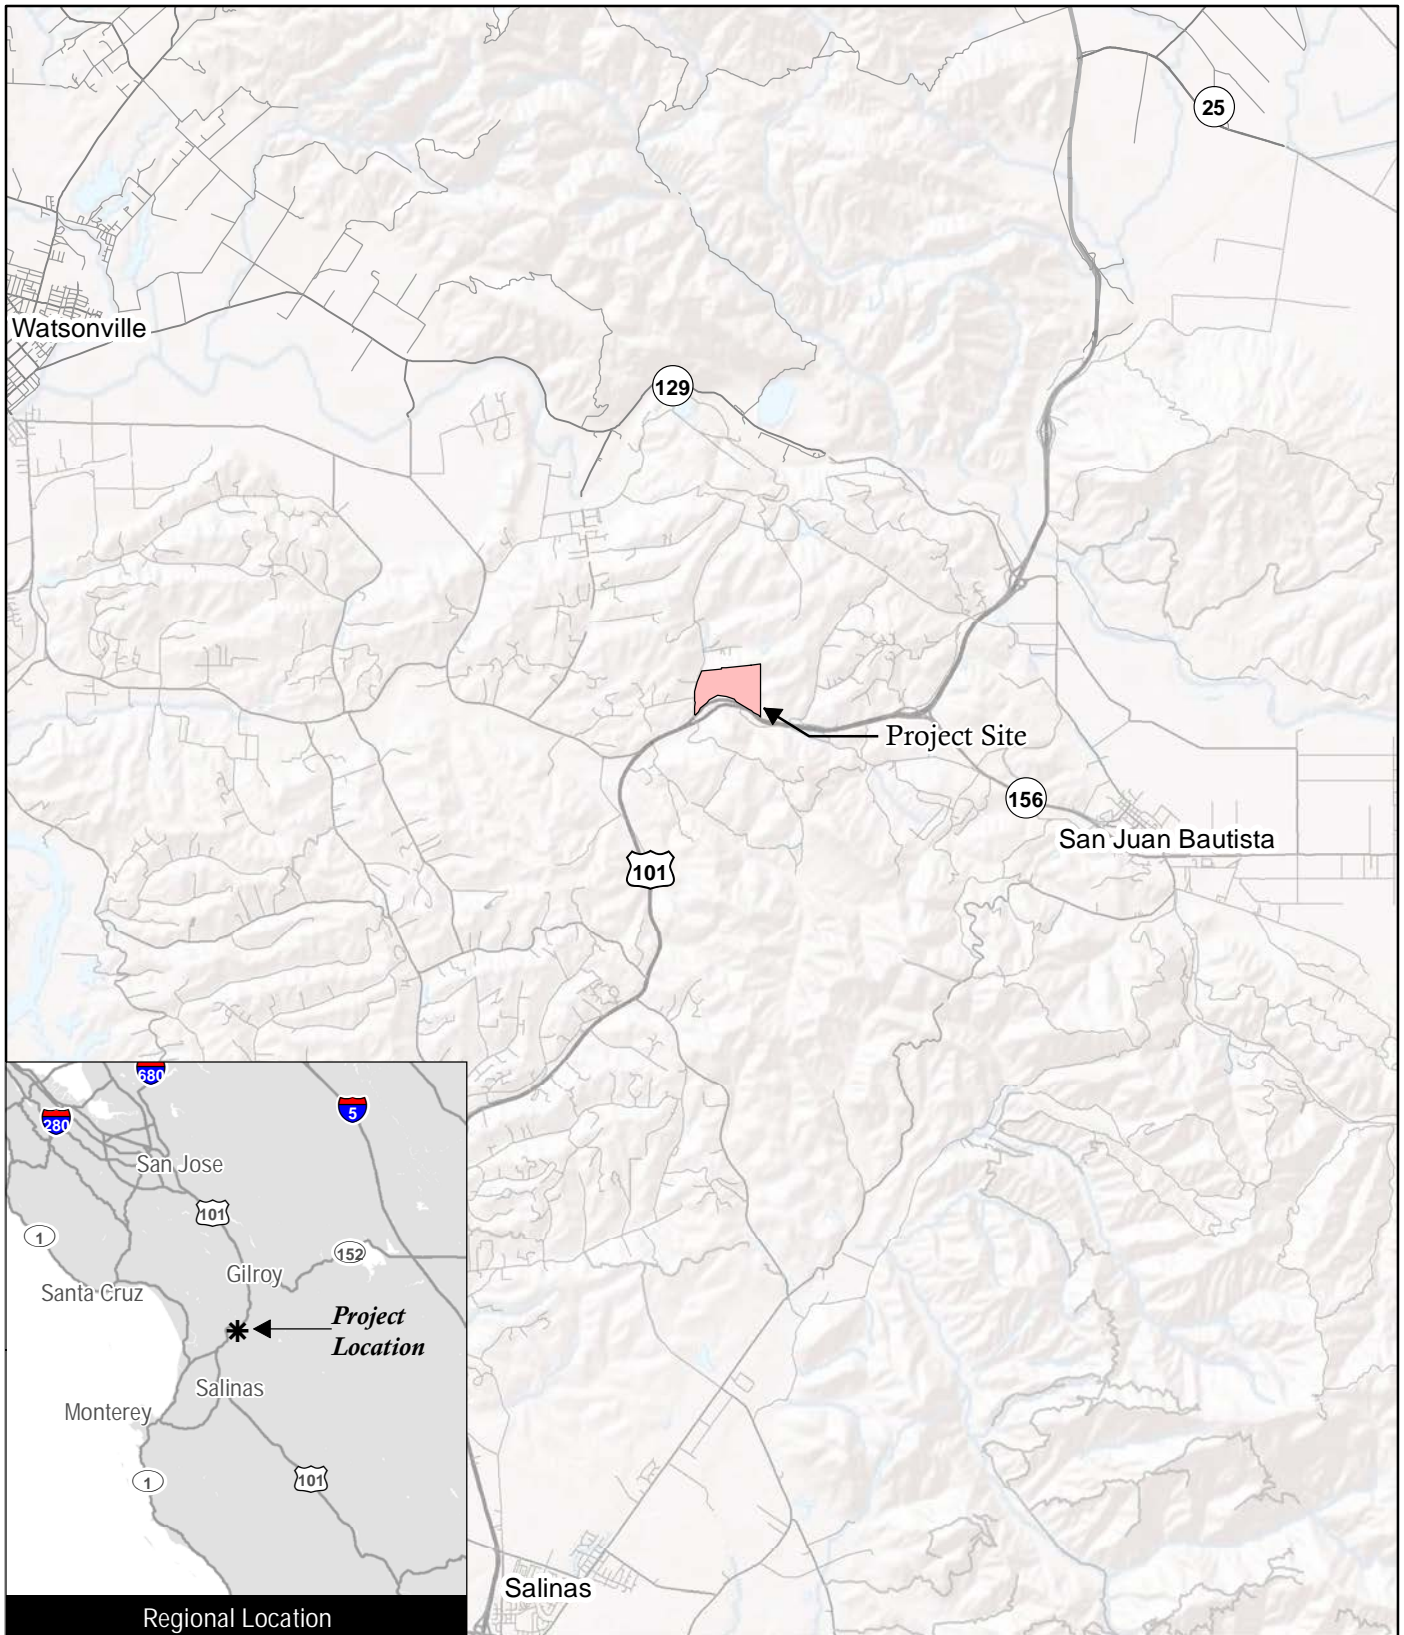 25
Watsonville
129
Project Site
156
San Juan Bautista
101
680
280
5
San Jose
101
1
152
Gilroy
Santa Cruz
Project
Location
Salinas
Monterey
1
101
Salinas
Regional Location